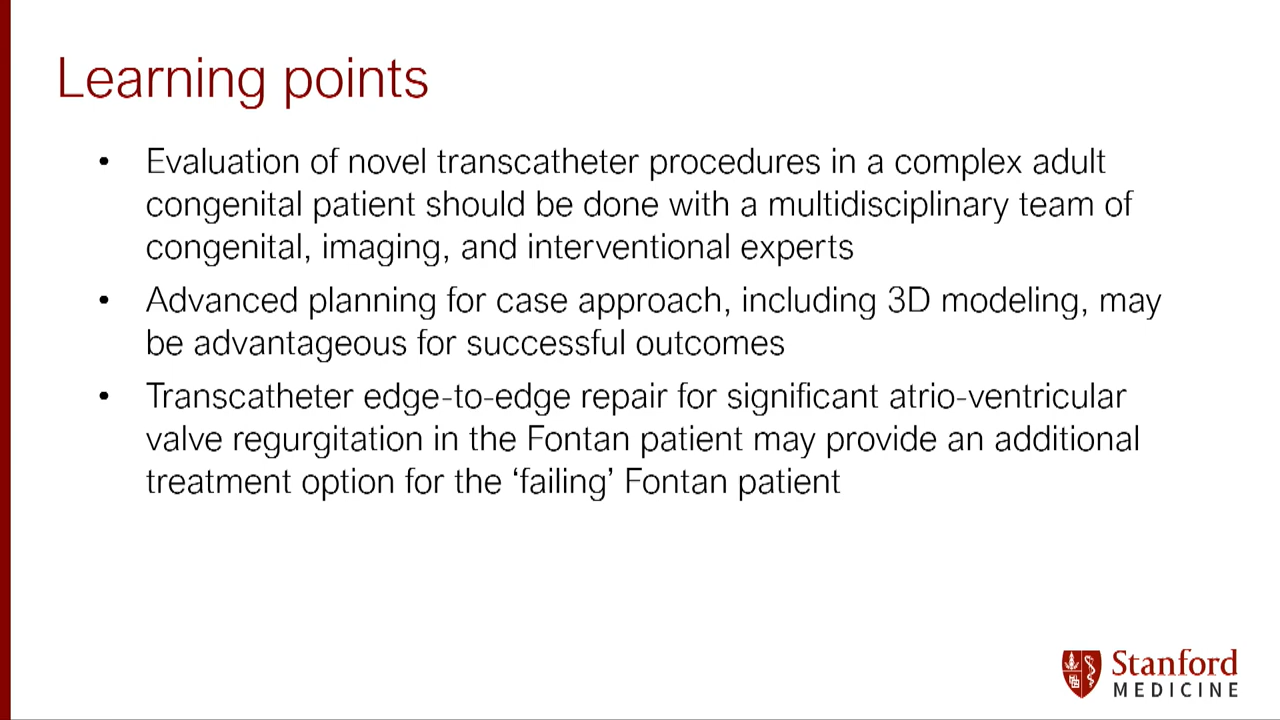 Learning points
• Evaluation of novel transcatheter procedures in a complex adult
congenital patient should be done with a multidisciplinary team of
congenital, imaging, and interventional experts
• Advanced planning for case approach, including 3D modeling, may
be advantageous for successful outcomes
• Transcatheter edge-to-edge repair for significant atrio-ventricular
valve regurgitation in the Fontan patient may provide an additional
treatment option for the ‘failing’ Fontan patient
Stanford
MEDICINE